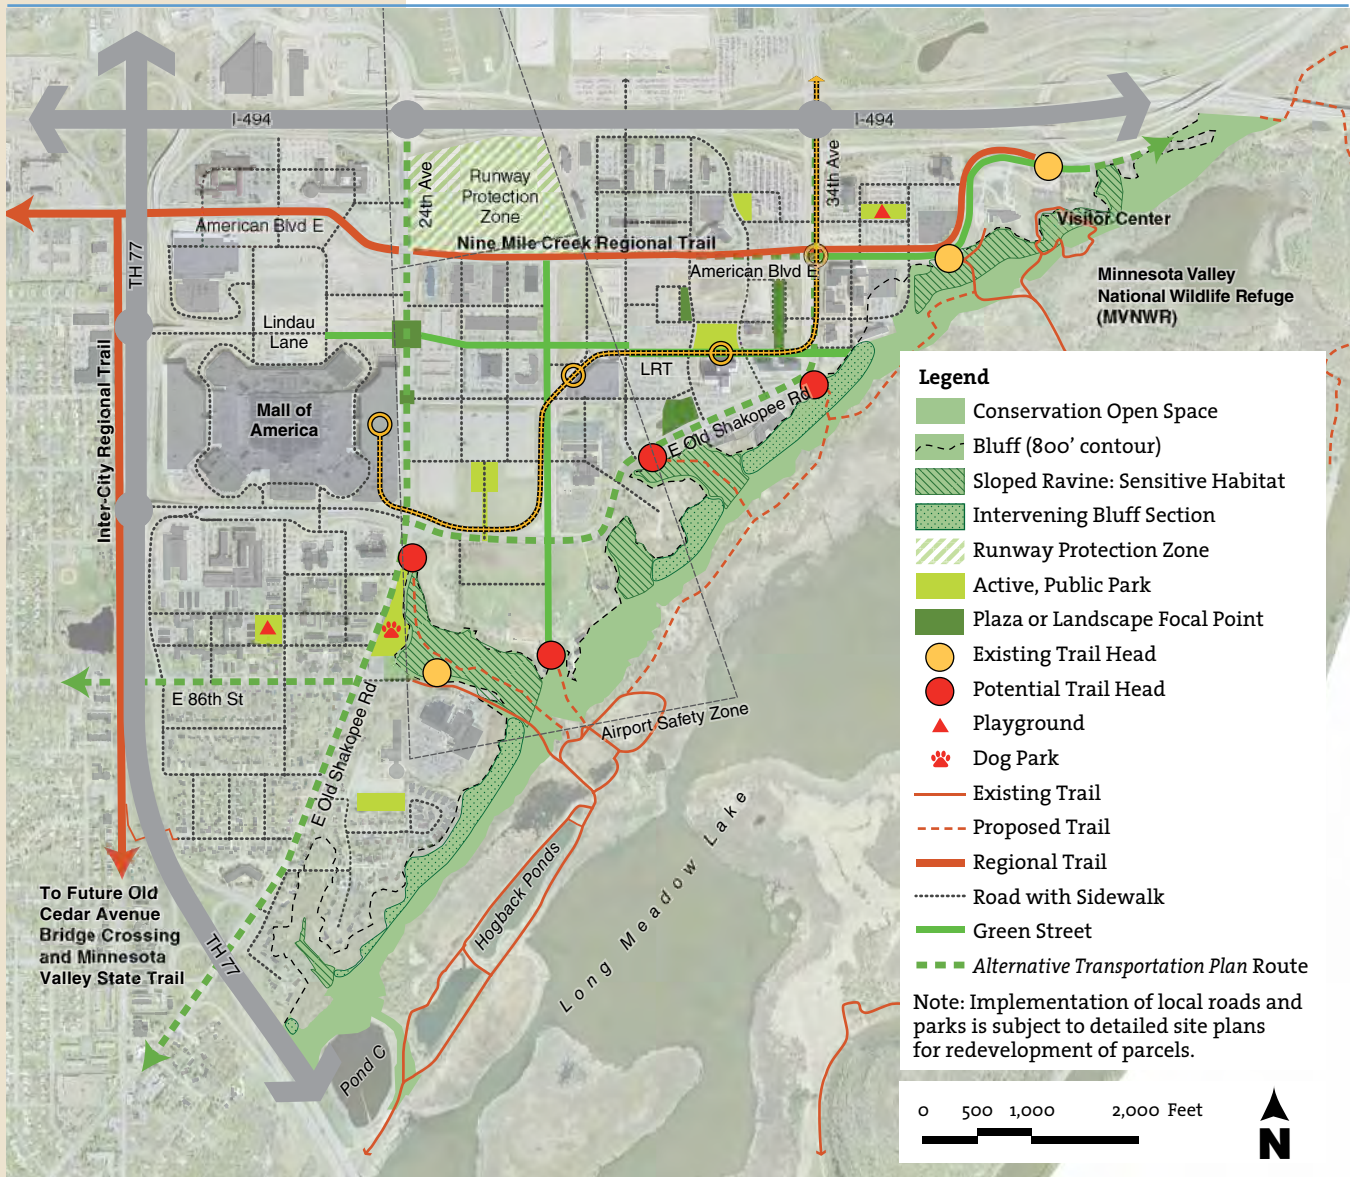 I-494
I-494
24th Ave
34th Ave
Runway
Protection
Zone
American Blvd E
Nine Mile Creek Regional Trail
American Blvd E
Visitor Center
Minnesota Valley
National Wildlife Refuge
(MVNWR)
TH 77
Lindau
Lane
LRT
Inter-City Regional Trail
Mall of
America
E Old Shakopee Rd
E 86th St
E Old Shakopee Rd
Airport Safety Zone
Hogback Ponds
Long Meadow Lake
To Future Old
Cedar Avenue
Bridge Crossing
and Minnesota
Valley State Trail
TH 77
Pond C
Legend
Conservation Open Space
Bluff (800' contour)
Sloped Ravine: Sensitive Habitat
Intervening Bluff Section
Runway Protection Zone
Active, Public Park
Plaza or Landscape Focal Point
Existing Trail Head
Potential Trail Head
Playground
Dog Park
Existing Trail
Proposed Trail
Regional Trail
Road with Sidewalk
Green Street
Alternative Transportation Plan Route
Note: Implementation of local roads and
parks is subject to detailed site plans
for redevelopment of parcels.
0 500 1,000 2,000 Feet
N